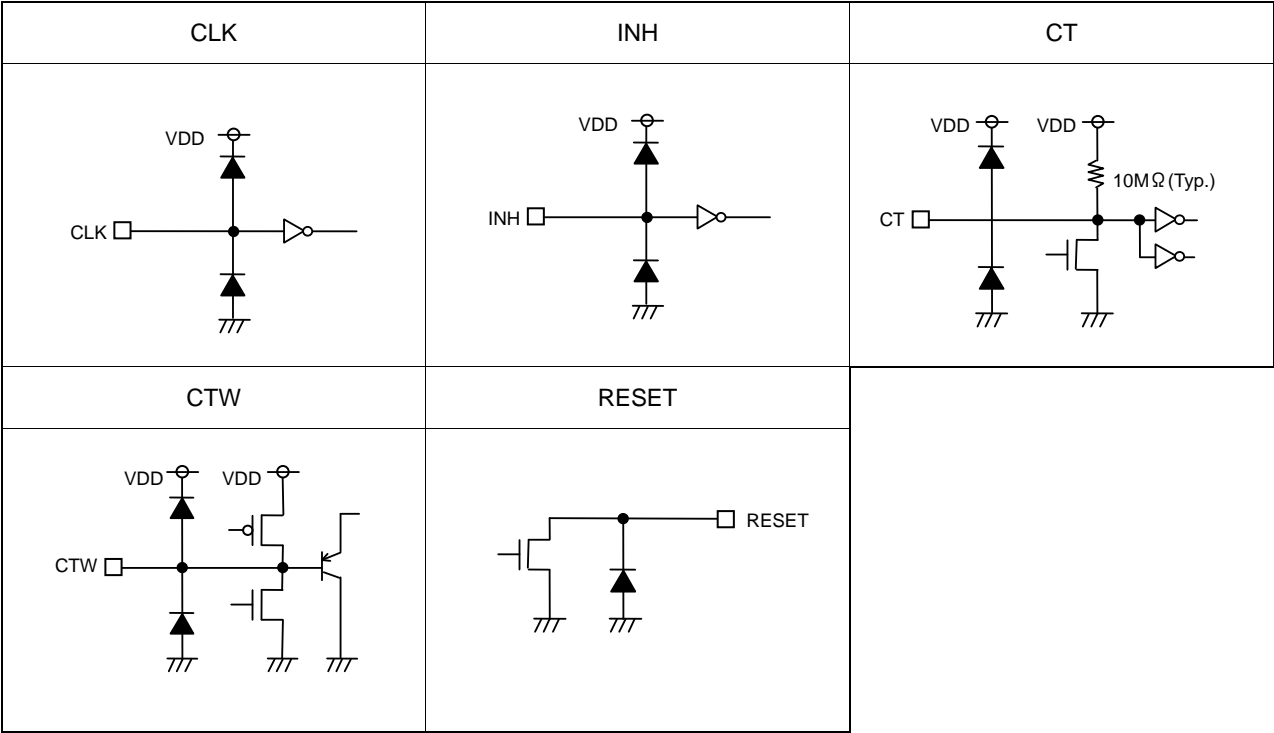 CLK
INH
CT
VDD
CLK
VDD
INH
VDD
VDD
10MΩ(Typ.)
CT
CTW
RESET
VDD
VDD
CTW
RESET